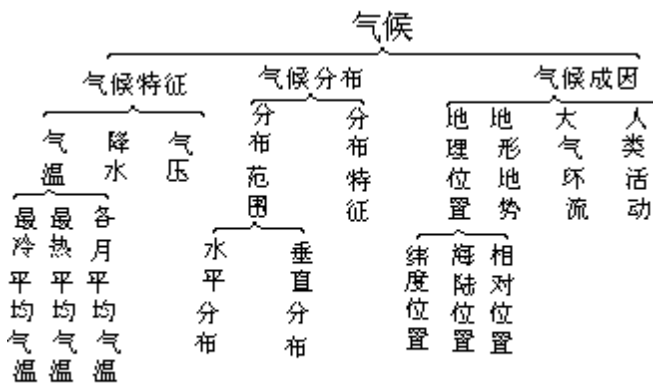 气候
气候特征
气候分布
气候成因
气温
降水
气压
分布范围
分布特征
地理位置
地形地势
大气环流
人类活动
最冷平均气温
最热平均气温
各月平均气温
水平分布
垂直分布
纬度位置
海陆位置
相对位置